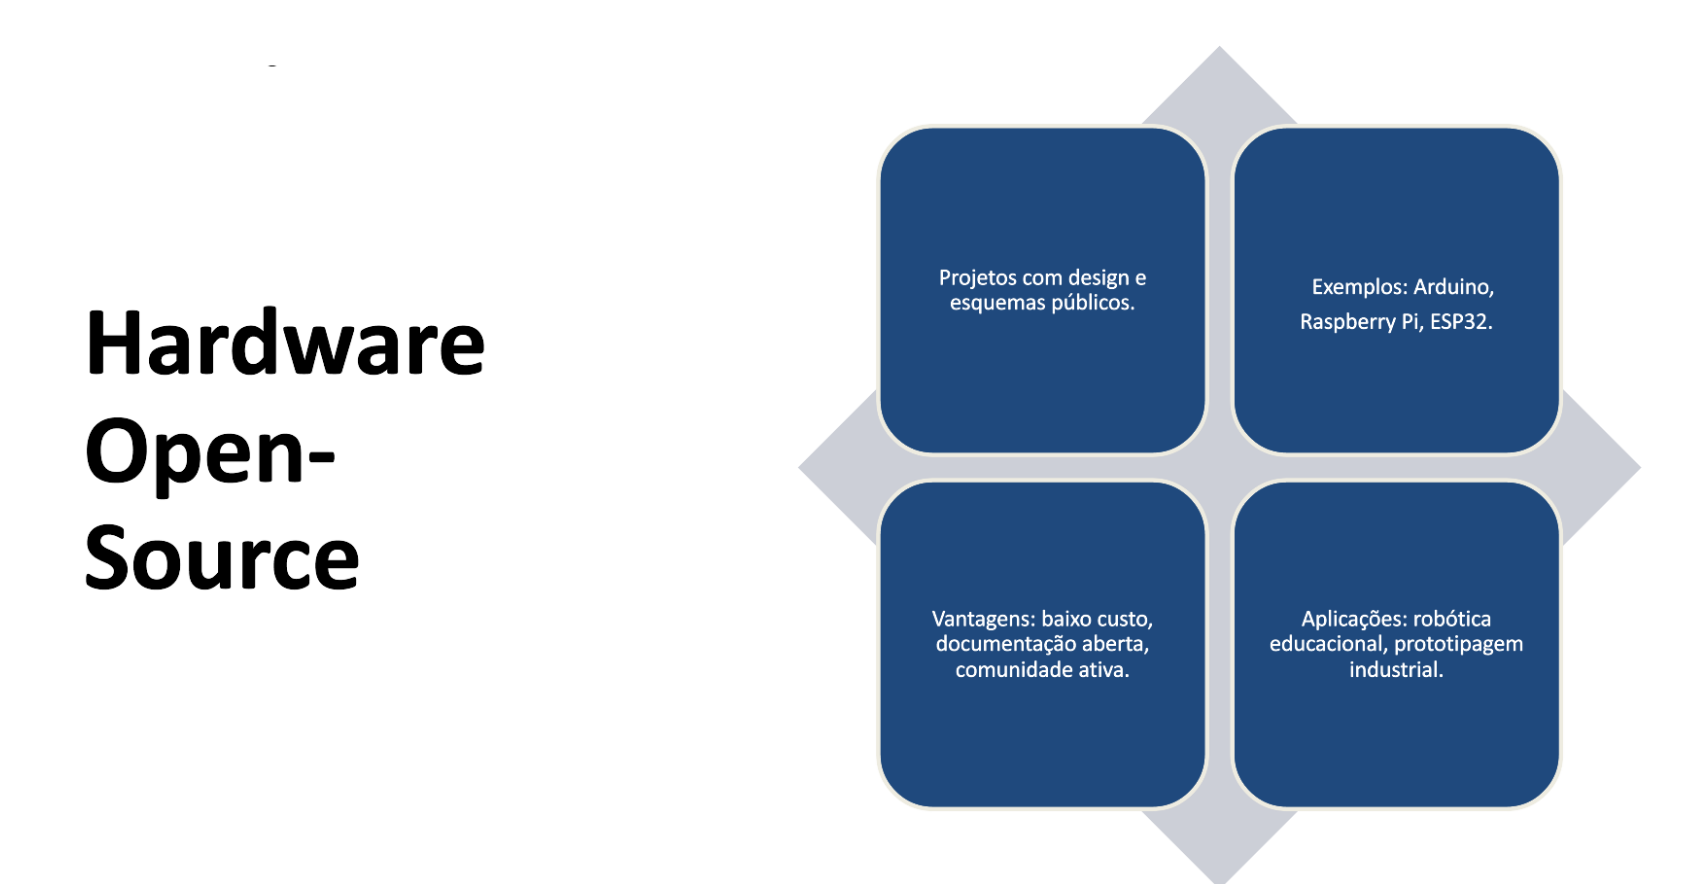 Hardware
Open-
Source
Projetos com design e
esquemas públicos.
Exemplos: Arduino,
Raspberry Pi, ESP32.
Vantagens: baixo custo,
documentação aberta,
comunidade ativa.
Aplicações: robótica
educacional, prototipagem
industrial.